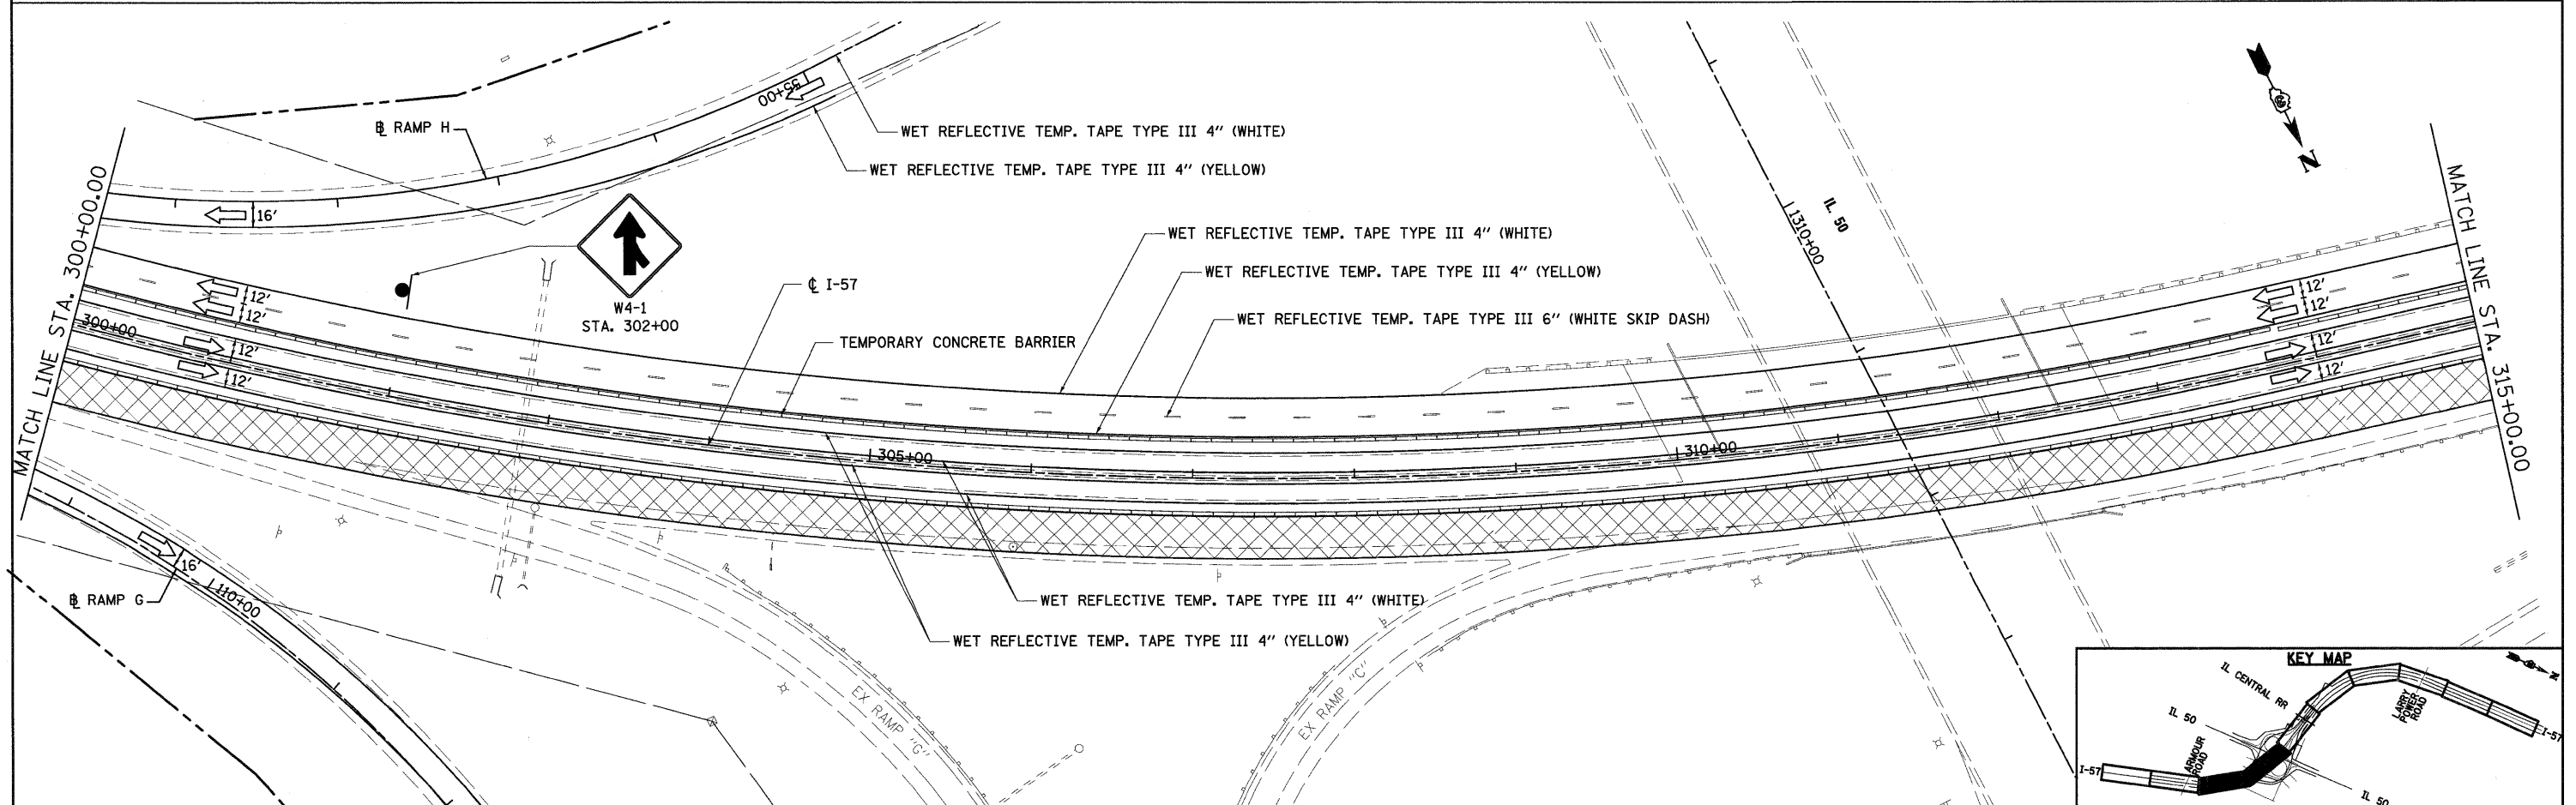 55+00
℄ RAMP H
WET REFLECTIVE TEMP. TAPE TYPE III 4" (WHITE)
WET REFLECTIVE TEMP. TAPE TYPE III 4" (YELLOW)
N
MATCH LINE STA. 300+00.00
16'
WET REFLECTIVE TEMP. TAPE TYPE III 4" (WHITE)
WET REFLECTIVE TEMP. TAPE TYPE III 4" (YELLOW)
WET REFLECTIVE TEMP. TAPE TYPE III 6" (WHITE SKIP DASH)
℄ I-57
W4-1
STA. 302+00
TEMPORARY CONCRETE BARRIER
IL 50
1310+00
MATCH LINE STA. 315+00.00
12'
12'
12'
12'
300+00
305+00
310+00
12'
12'
12'
12'
16'
110+00
℄ RAMP G
WET REFLECTIVE TEMP. TAPE TYPE III 4" (WHITE)
WET REFLECTIVE TEMP. TAPE TYPE III 4" (YELLOW)
EX RAMP "G"
EX RAMP "C"
KEY MAP
N
IL CENTRAL RR
IL 50
LARRY POWER ROAD
ARMOUR ROAD
I-57
I-57
IL 50